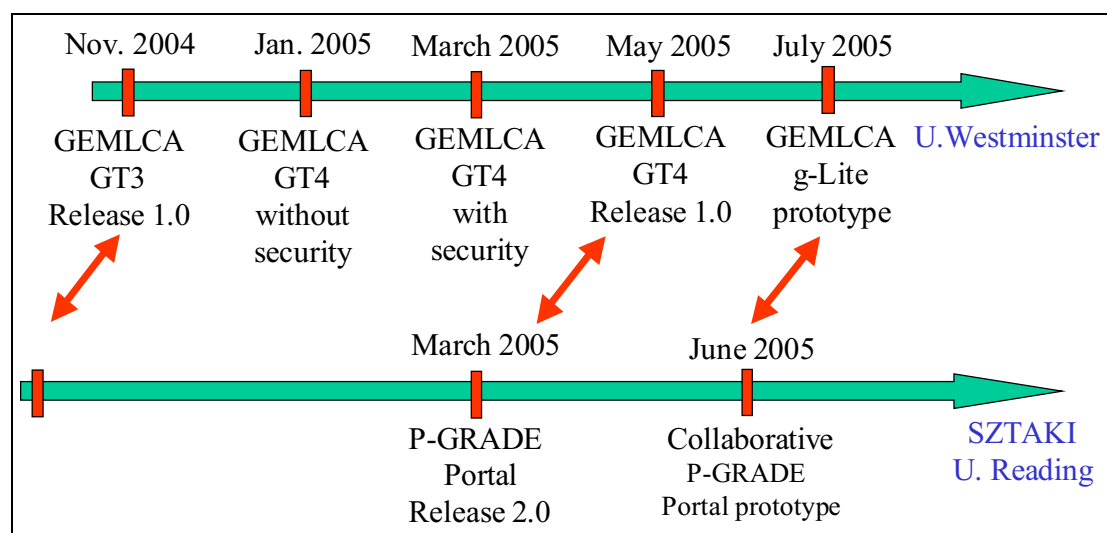 Nov. 2004
Jan. 2005
March 2005
May 2005
July 2005
GEMLCA
GT3
Release 1.0
GEMLCA
GT4
without
security
GEMLCA
GT4
with
security
GEMLCA
GT4
Release 1.0
GEMLCA
g-Lite
prototype
U.Westminster
March 2005
June 2005
P-GRADE
Portal
Release 2.0
Collaborative
P-GRADE
Portal prototype
SZTAKI
U. Reading